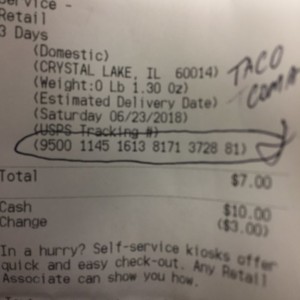 Service -
Retail
3 Days
(Domestic)
(CRYSTAL LAKE, IL 60014)
(Weight:0 Lb 1.30 Oz)
(Estimated Delivery Date)
(Saturday 06/23/2018)
(USPS Tracking #)
(9500 1145 1613 8171 3728 81)
TACO
Total $7.00
Cash $10.00
Change ($3.00)
In a hurry? Self-service kiosks offer
quick and easy check-out. Any Retail
Associate can show you how.